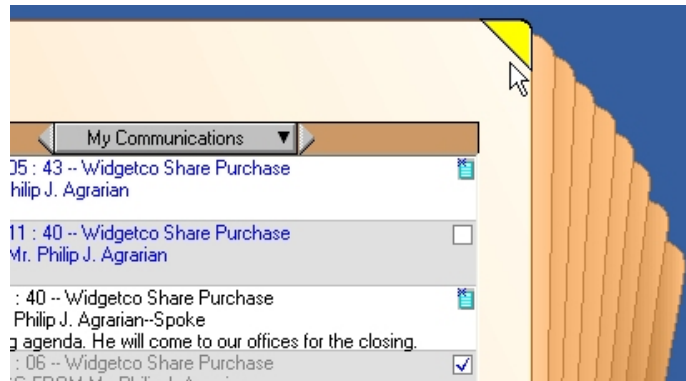 My Communications
05 : 43 -- Widgetco Share Purchase
hilip J. Agrarian
11 : 40 -- Widgetco Share Purchase
Mr. Philip J. Agrarian
: 40 -- Widgetco Share Purchase
Philip J. Agrarian--Spoke
g agenda. He will come to our offices for the closing.
: 06 -- Widgetco Share Purchase